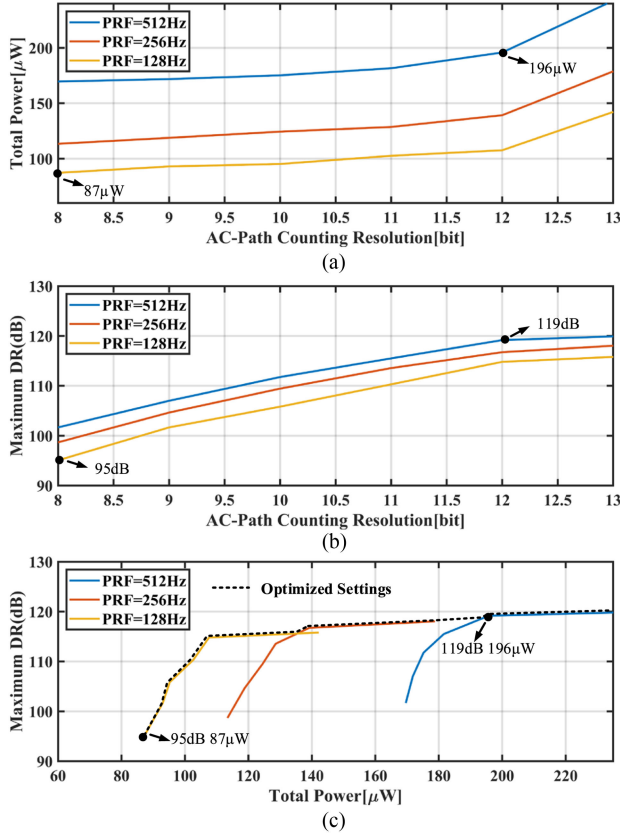 (a)
Total Power[μW]
200
150
100
PRF=512Hz
PRF=256Hz
PRF=128Hz
196μW
87μW
8 8.5 9 9.5 10 10.5 11 11.5 12 12.5 13
AC-Path Counting Resolution[bit]
(a)
Maximum DR(dB)
130
120
110
100
90
PRF=512Hz
PRF=256Hz
PRF=128Hz
119dB
95dB
8 8.5 9 9.5 10 10.5 11 11.5 12 12.5 13
AC-Path Counting Resolution[bit]
(b)
Maximum DR(dB)
130
120
110
100
90
PRF=512Hz
PRF=256Hz
PRF=128Hz
Optimized Settings
119dB 196μW
95dB 87μW
60 80 100 120 140 160 180 200 220
Total Power[μW]
(c)